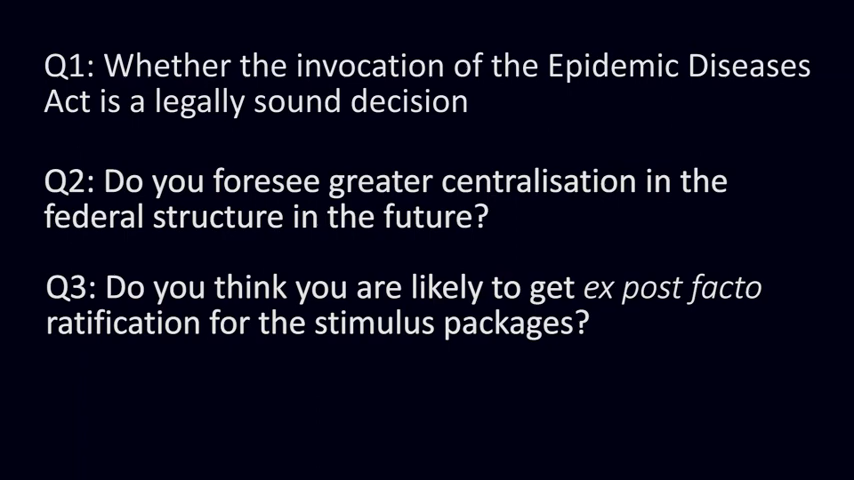 Q1: Whether the invocation of the Epidemic Diseases
Act is a legally sound decision
Q2: Do you foresee greater centralisation in the
federal structure in the future?
Q3: Do you think you are likely to get ex post facto
ratification for the stimulus packages?